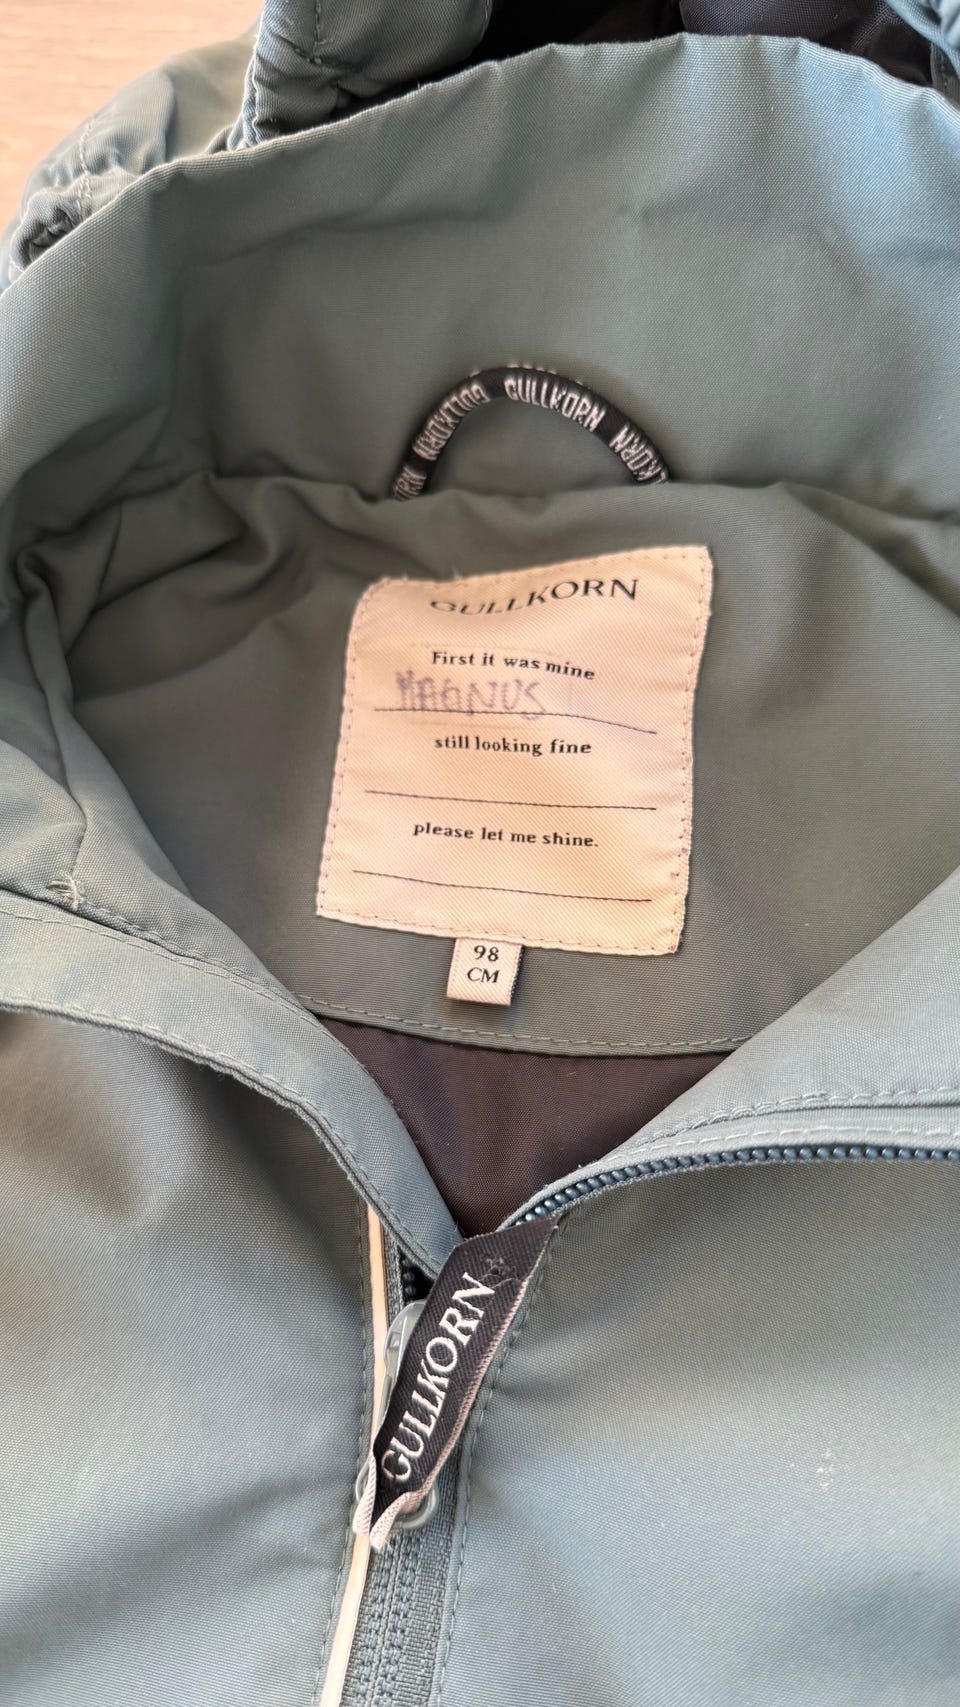 GULLKORN GULLKORN
GULLKORN
First it was mine
MAGNUS
still looking fine
please let me shine.
98
CM
GULLKORN